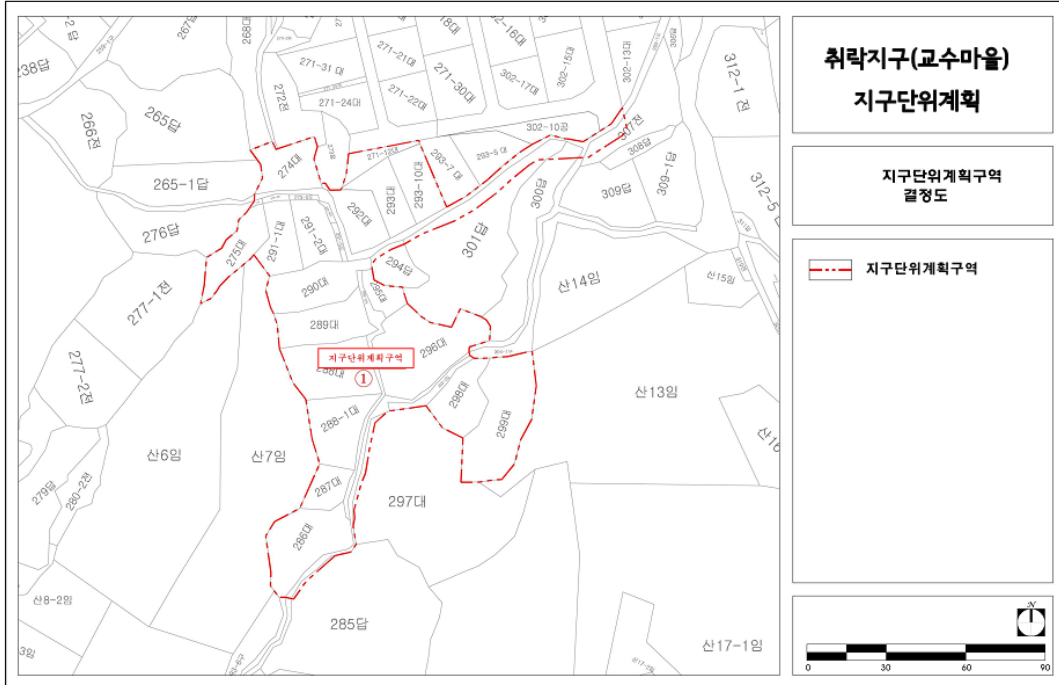 취락지구(교수마을)
지구단위계획
지구단위계획구역
결정도
지구단위계획구역
N
0 30 60 90
267답
268대
238답
265답
266전
272전
271-31 대
271-21 대
271-24대
271-22대
271-30대
302-16대
302-17대
302-15대
302-13대
312-1 전
302-10공
307전
308답
274대
271-12대
293-10대
293-7 대
293-5 대
265-1답
276답
275대
291-1대
291-2대
292대
293대
300답
301답
309답
309-1답
312-5
294답
295대
290대
277-1전
289대
296대
산14임
산15임
지구단위계획구역
①
277-2전
288-1대
298대
299대
산13임
산16
산6임
산7임
279답
280-2전
287대
297대
286대
산8-2임
285답
산17-1임
3임